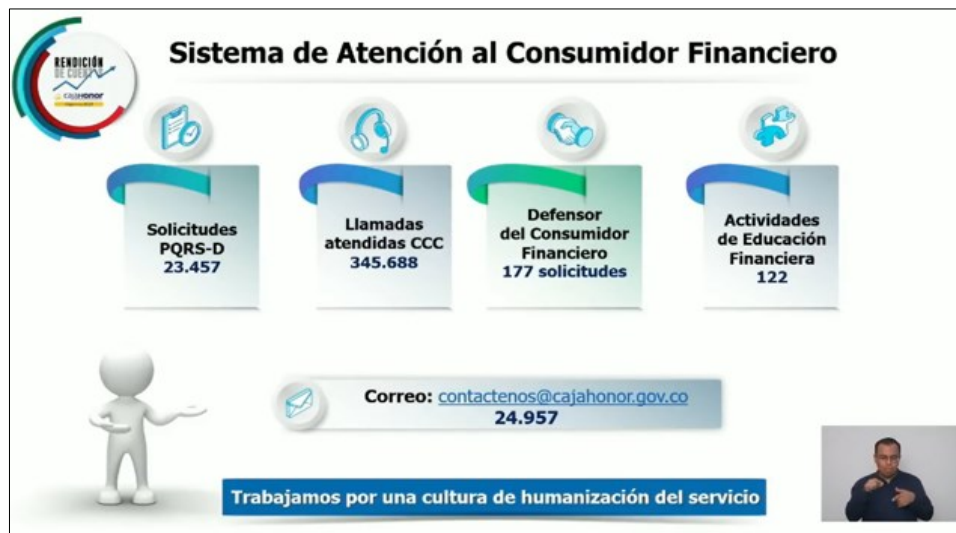 RENDICIÓN
DE CUENTAS
CAJAHONOR
Sistema de Atención al Consumidor Financiero
Solicitudes
PQRS-D
23.457
Llamadas
atendidas CCC
345.688
Defensor
del Consumidor
Financiero
177 solicitudes
Actividades
de Educación
Financiera
122
Correo: contactenos@cajahonor.gov.co
24.957
Trabajamos por una cultura de humanización del servicio